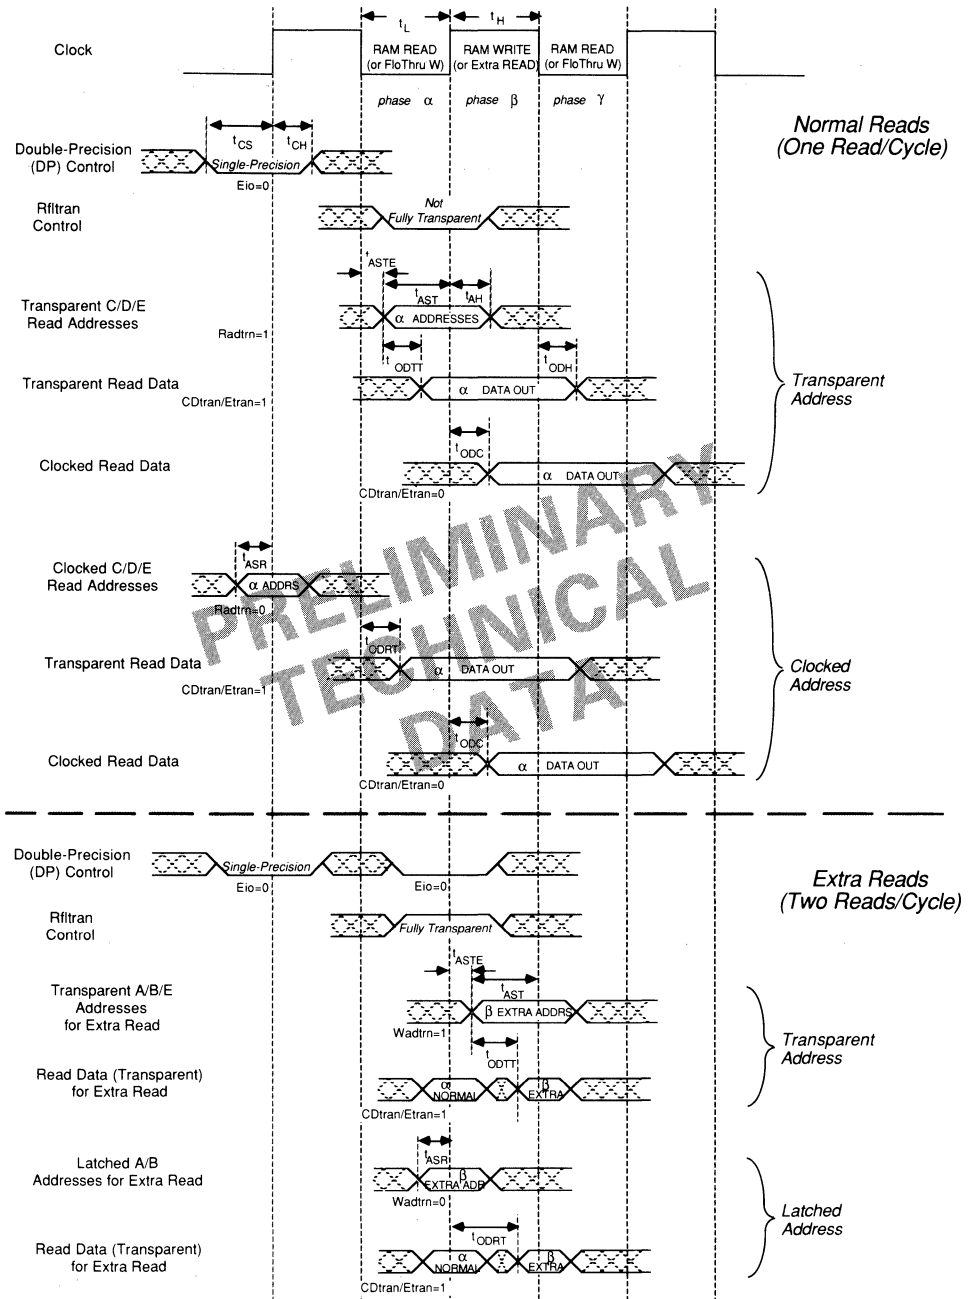 tL
tH
Clock
RAM READ
(or FloThru W)
RAM WRITE
(or Extra READ)
RAM READ
(or FloThru W)
phase α
phase β
phase γ
Normal Reads
(One Read/Cycle)
tCS
tCH
Double-Precision
(DP) Control
Single-Precision
Eio=0
Rfltran
Control
Not
Fully Transparent
tASTE
tAST
tAH
Transparent C/D/E
Read Addresses
Radtrn=1
α ADDRESSES
tODTT
tODH
Transparent Read Data
CDtran/Etran=1
α DATA OUT
Transparent
Address
tODC
Clocked Read Data
α DATA OUT
CDtran/Etran=0
PRELIMINARY
TECHNICAL
DATA
tASR
Clocked C/D/E
Read Addresses
α ADDRS
Radtrn=0
tODRT
Transparent Read Data
α DATA OUT
CDtran/Etran=1
Clocked
Address
tODC
Clocked Read Data
α DATA OUT
CDtran/Etran=0
Double-Precision
(DP) Control
Single-Precision
Eio=0
Eio=0
Extra Reads
(Two Reads/Cycle)
Rfltran
Control
Fully Transparent
tASTE
tAST
Transparent A/B/E
Addresses
for Extra Read
β EXTRA ADDRS
Wadtrn=1
tODTT
Transparent
Address
Read Data (Transparent)
for Extra Read
α
NORMAL
β
EXTRA
CDtran/Etran=1
tASR
Latched A/B
Addresses for Extra Read
β
EXTRA ADR
Wadtrn=0
Latched
Address
tODRT
Read Data (Transparent)
for Extra Read
α
NORMAL
β
EXTRA
CDtran/Etran=1